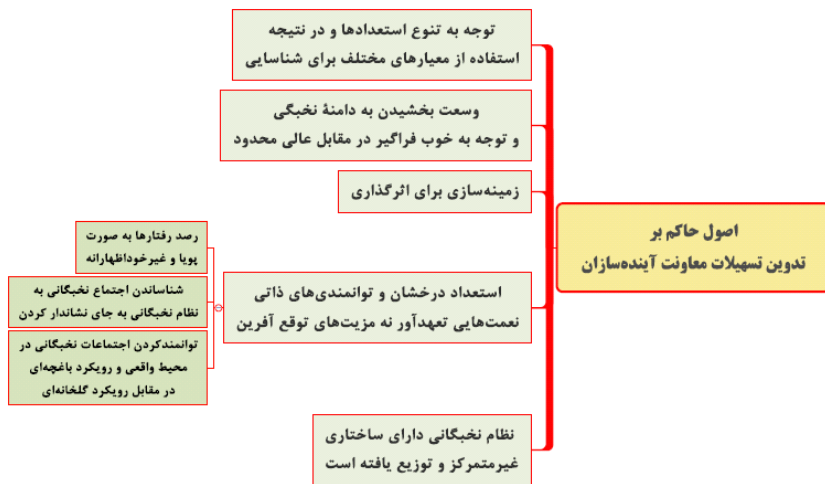 اصول حاکم بر
تدوین تسهیلات معاونت آینده‌سازان
توجه به تنوع استعدادها و در نتیجه
استفاده از معیارهای مختلف برای شناسایی
وسعت بخشیدن به دامنهٔ نخبگی
و توجه به خوب فراگیر در مقابل عالی محدود
زمینه‌سازی برای اثرگذاری
استعداد درخشان و توانمندی‌های ذاتی
نعمت‌هایی تعهدآور نه مزیت‌های توقع آفرین
رصد رفتارها به صورت
پویا و غیرخوداظهارانه
شناساندن اجتماع نخبگانی به
نظام نخبگانی به جای نشاندار کردن
توانمندکردن اجتماعات نخبگانی در
محیط واقعی و رویکرد باغچه‌ای
در مقابل رویکرد گلخانه‌ای
نظام نخبگانی دارای ساختاری
غیرمتمرکز و توزیع یافته است